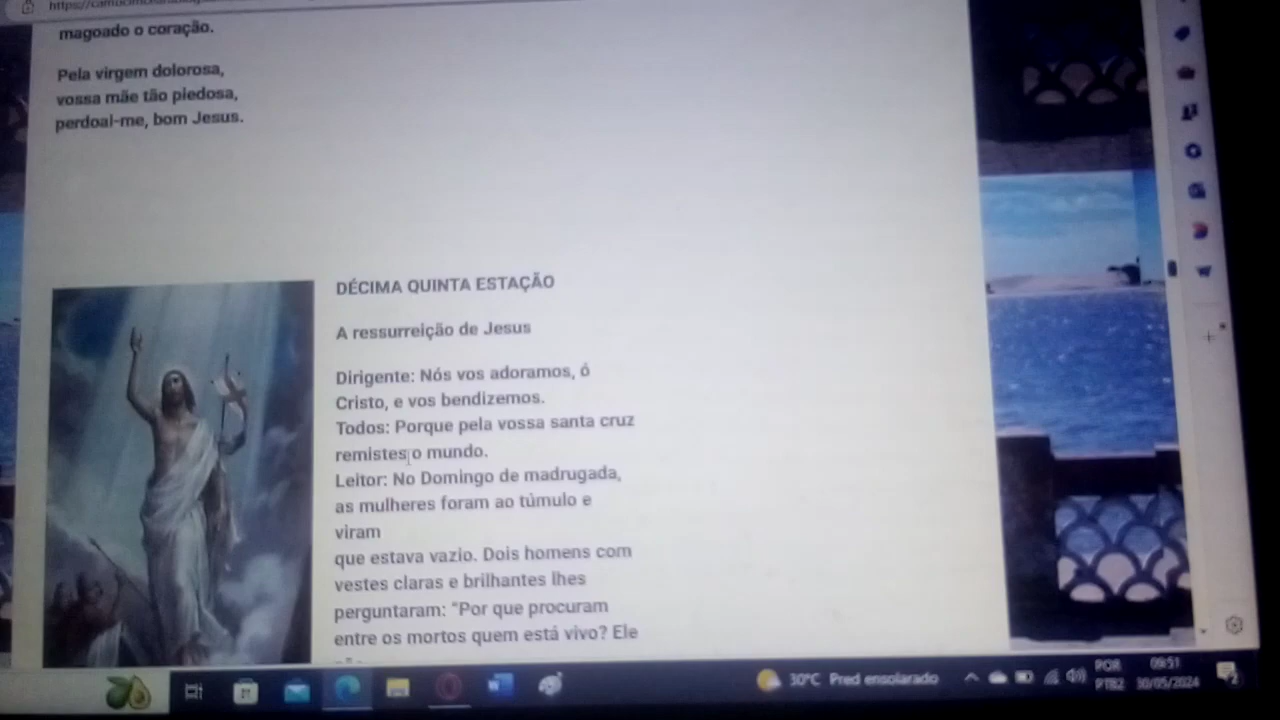 magoado o coração.
Pela virgem dolorosa,
vossa mãe tão piedosa,
perdoai-me, bom Jesus.
DÉCIMA QUINTA ESTAÇÃO
A ressurreição de Jesus
Dirigente: Nós vos adoramos, ó
Cristo, e vos bendizemos.
Todos: Porque pela vossa santa cruz
remistes o mundo.
Leitor: No Domingo de madrugada,
as mulheres foram ao túmulo e
viram
que estava vazio. Dois homens com
vestes claras e brilhantes lhes
perguntaram: "Por que procuram
entre os mortos quem está vivo? Ele
30°C Pred ensolarado
POR
PTB2
09:51
30/05/2024